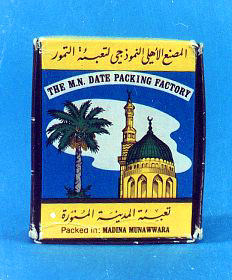 المصنع الأهلي النموذجي لتعبئة التمور
THE M.N. DATE PACKING FACTORY
تعبئة المدينة المنورة
Packed in: MADINA MUNAWWARA